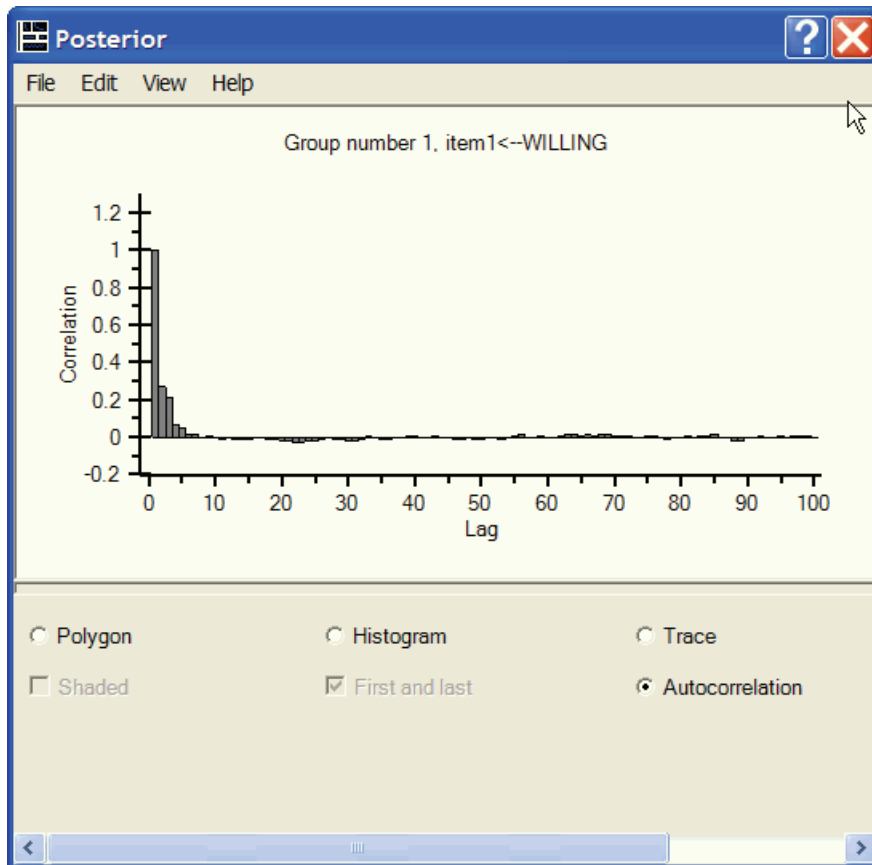 Posterior
File Edit View Help
Group number 1, item1<--WILLING
1.2
1
0.8
0.6
0.4
0.2
0
-0.2
Correlation
0 10 20 30 40 50 60 70 80 90 100
Lag
Polygon Histogram Trace
Shaded First and last Autocorrelation